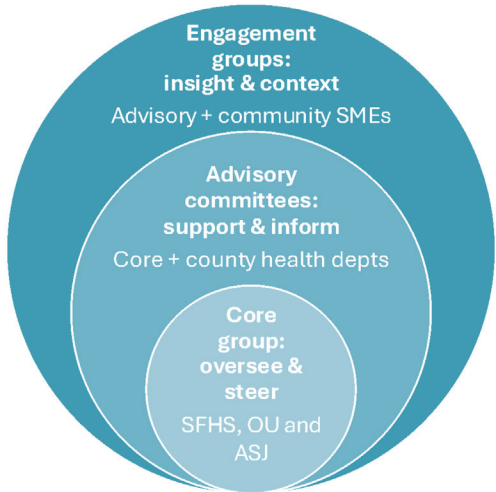 Engagement
groups:
insight & context
Advisory + community SMEs
Advisory
committees:
support & inform
Core + county health depts
Core
group:
oversee &
steer
SFHS, OU and
ASJ